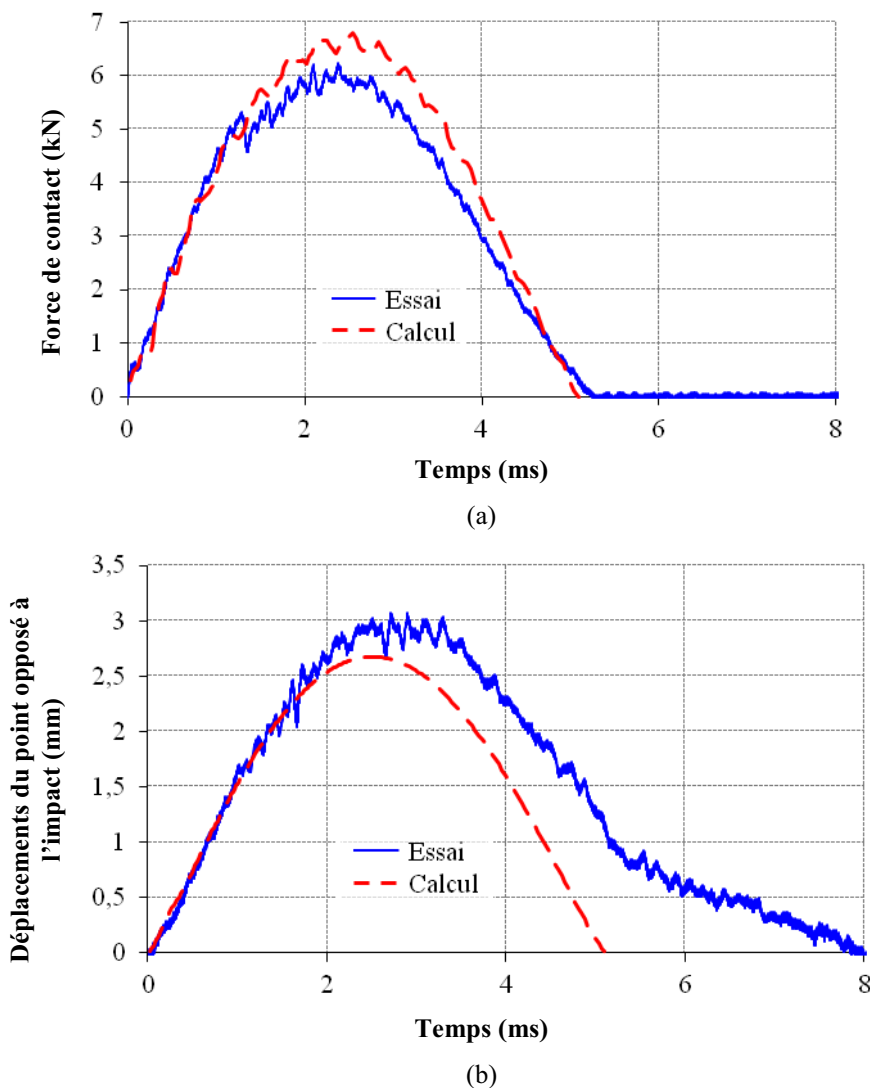 7
6
5
4
3
2
1
0
Force de contact (kN)
Essai
Calcul
0 2 4 6 8
Temps (ms)
(a)
3,5
3
2,5
2
1,5
1
0,5
0
Déplacements du point opposé à
l’impact (mm)
Essai
Calcul
0 2 4 6 8
Temps (ms)
(b)